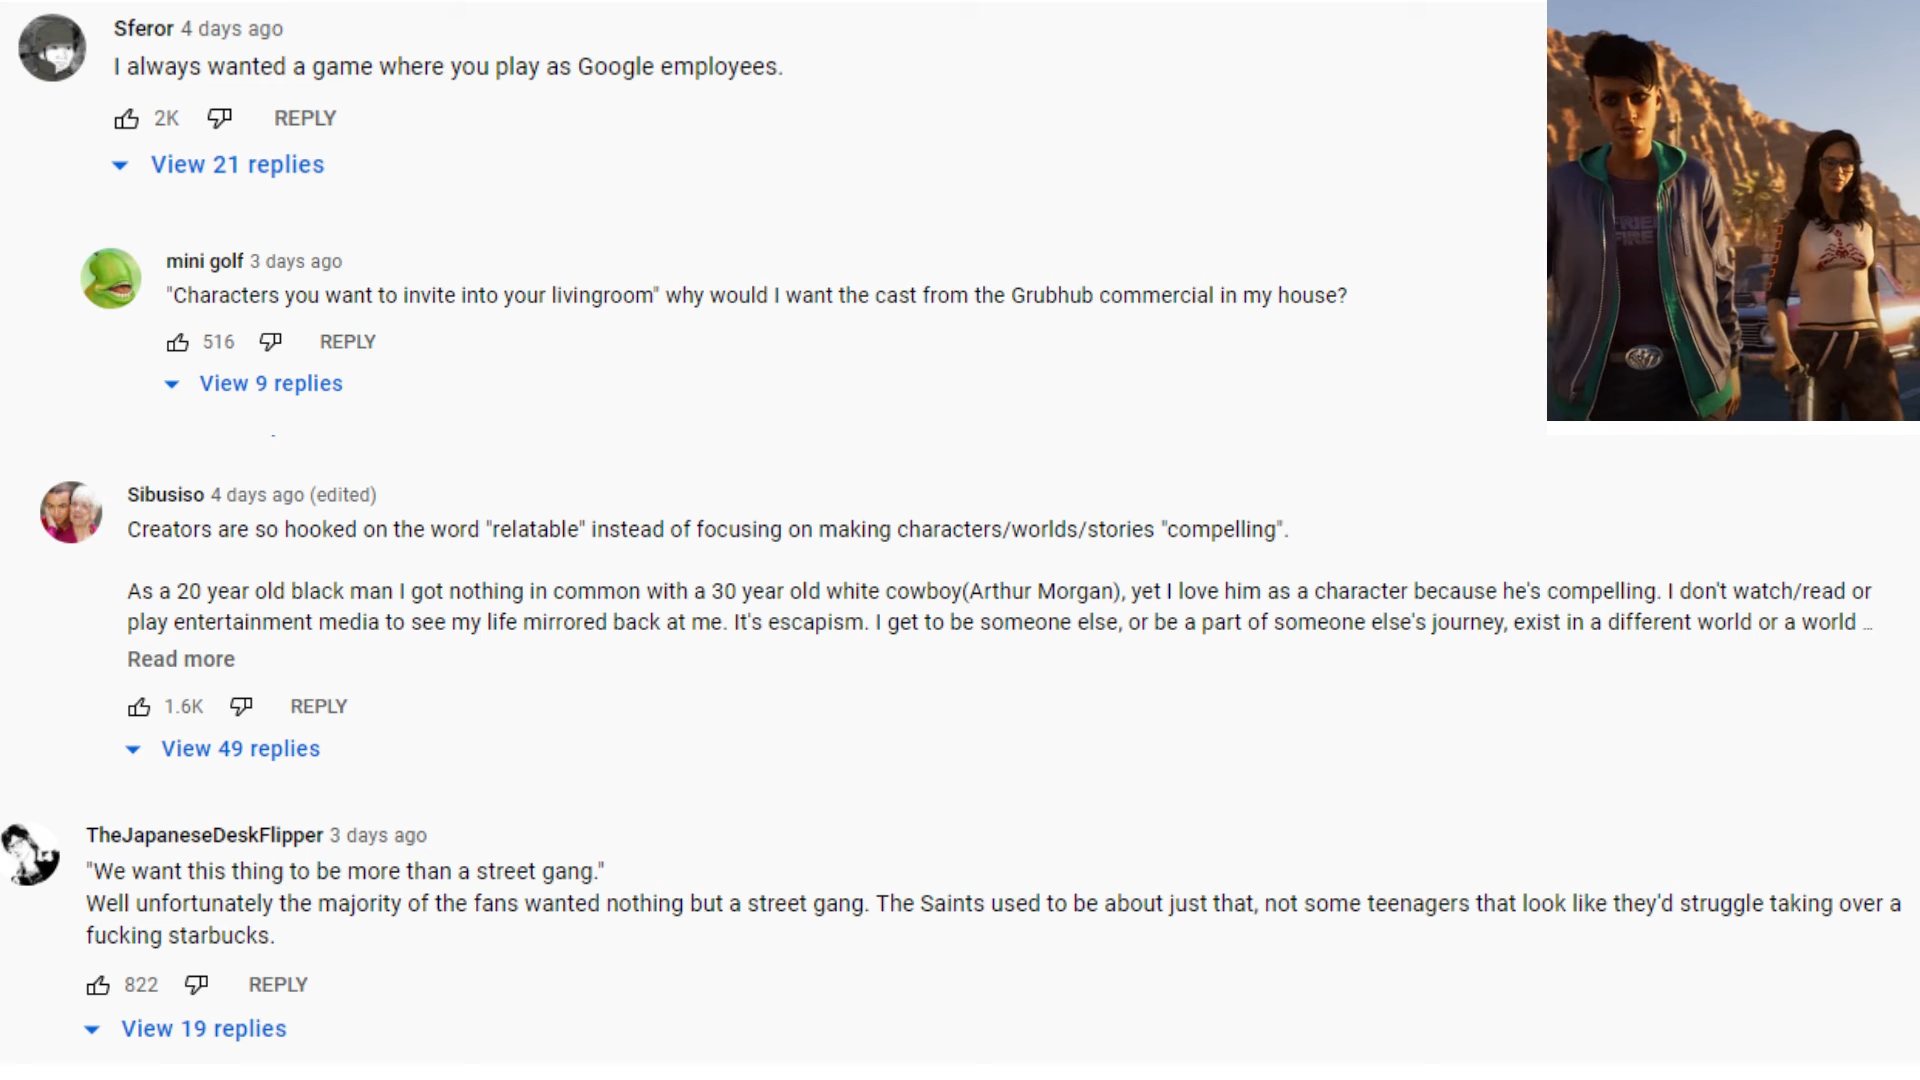 Sferor 4 days ago
I always wanted a game where you play as Google employees.
2K REPLY
View 21 replies
mini golf 3 days ago
"Characters you want to invite into your livingroom" why would I want the cast from the Grubhub commercial in my house?
516 REPLY
View 9 replies
Sibusiso 4 days ago (edited)
Creators are so hooked on the word "relatable" instead of focusing on making characters/worlds/stories "compelling".
As a 20 year old black man I got nothing in common with a 30 year old white cowboy(Arthur Morgan), yet I love him as a character because he's compelling. I don't watch/read or
play entertainment media to see my life mirrored back at me. It's escapism. I get to be someone else, or be a part of someone else's journey, exist in a different world or a world ...
Read more
1.6K REPLY
View 49 replies
TheJapaneseDeskFlipper 3 days ago
"We want this thing to be more than a street gang."
Well unfortunately the majority of the fans wanted nothing but a street gang. The Saints used to be about just that, not some teenagers that look like they'd struggle taking over a
fucking starbucks.
822 REPLY
View 19 replies